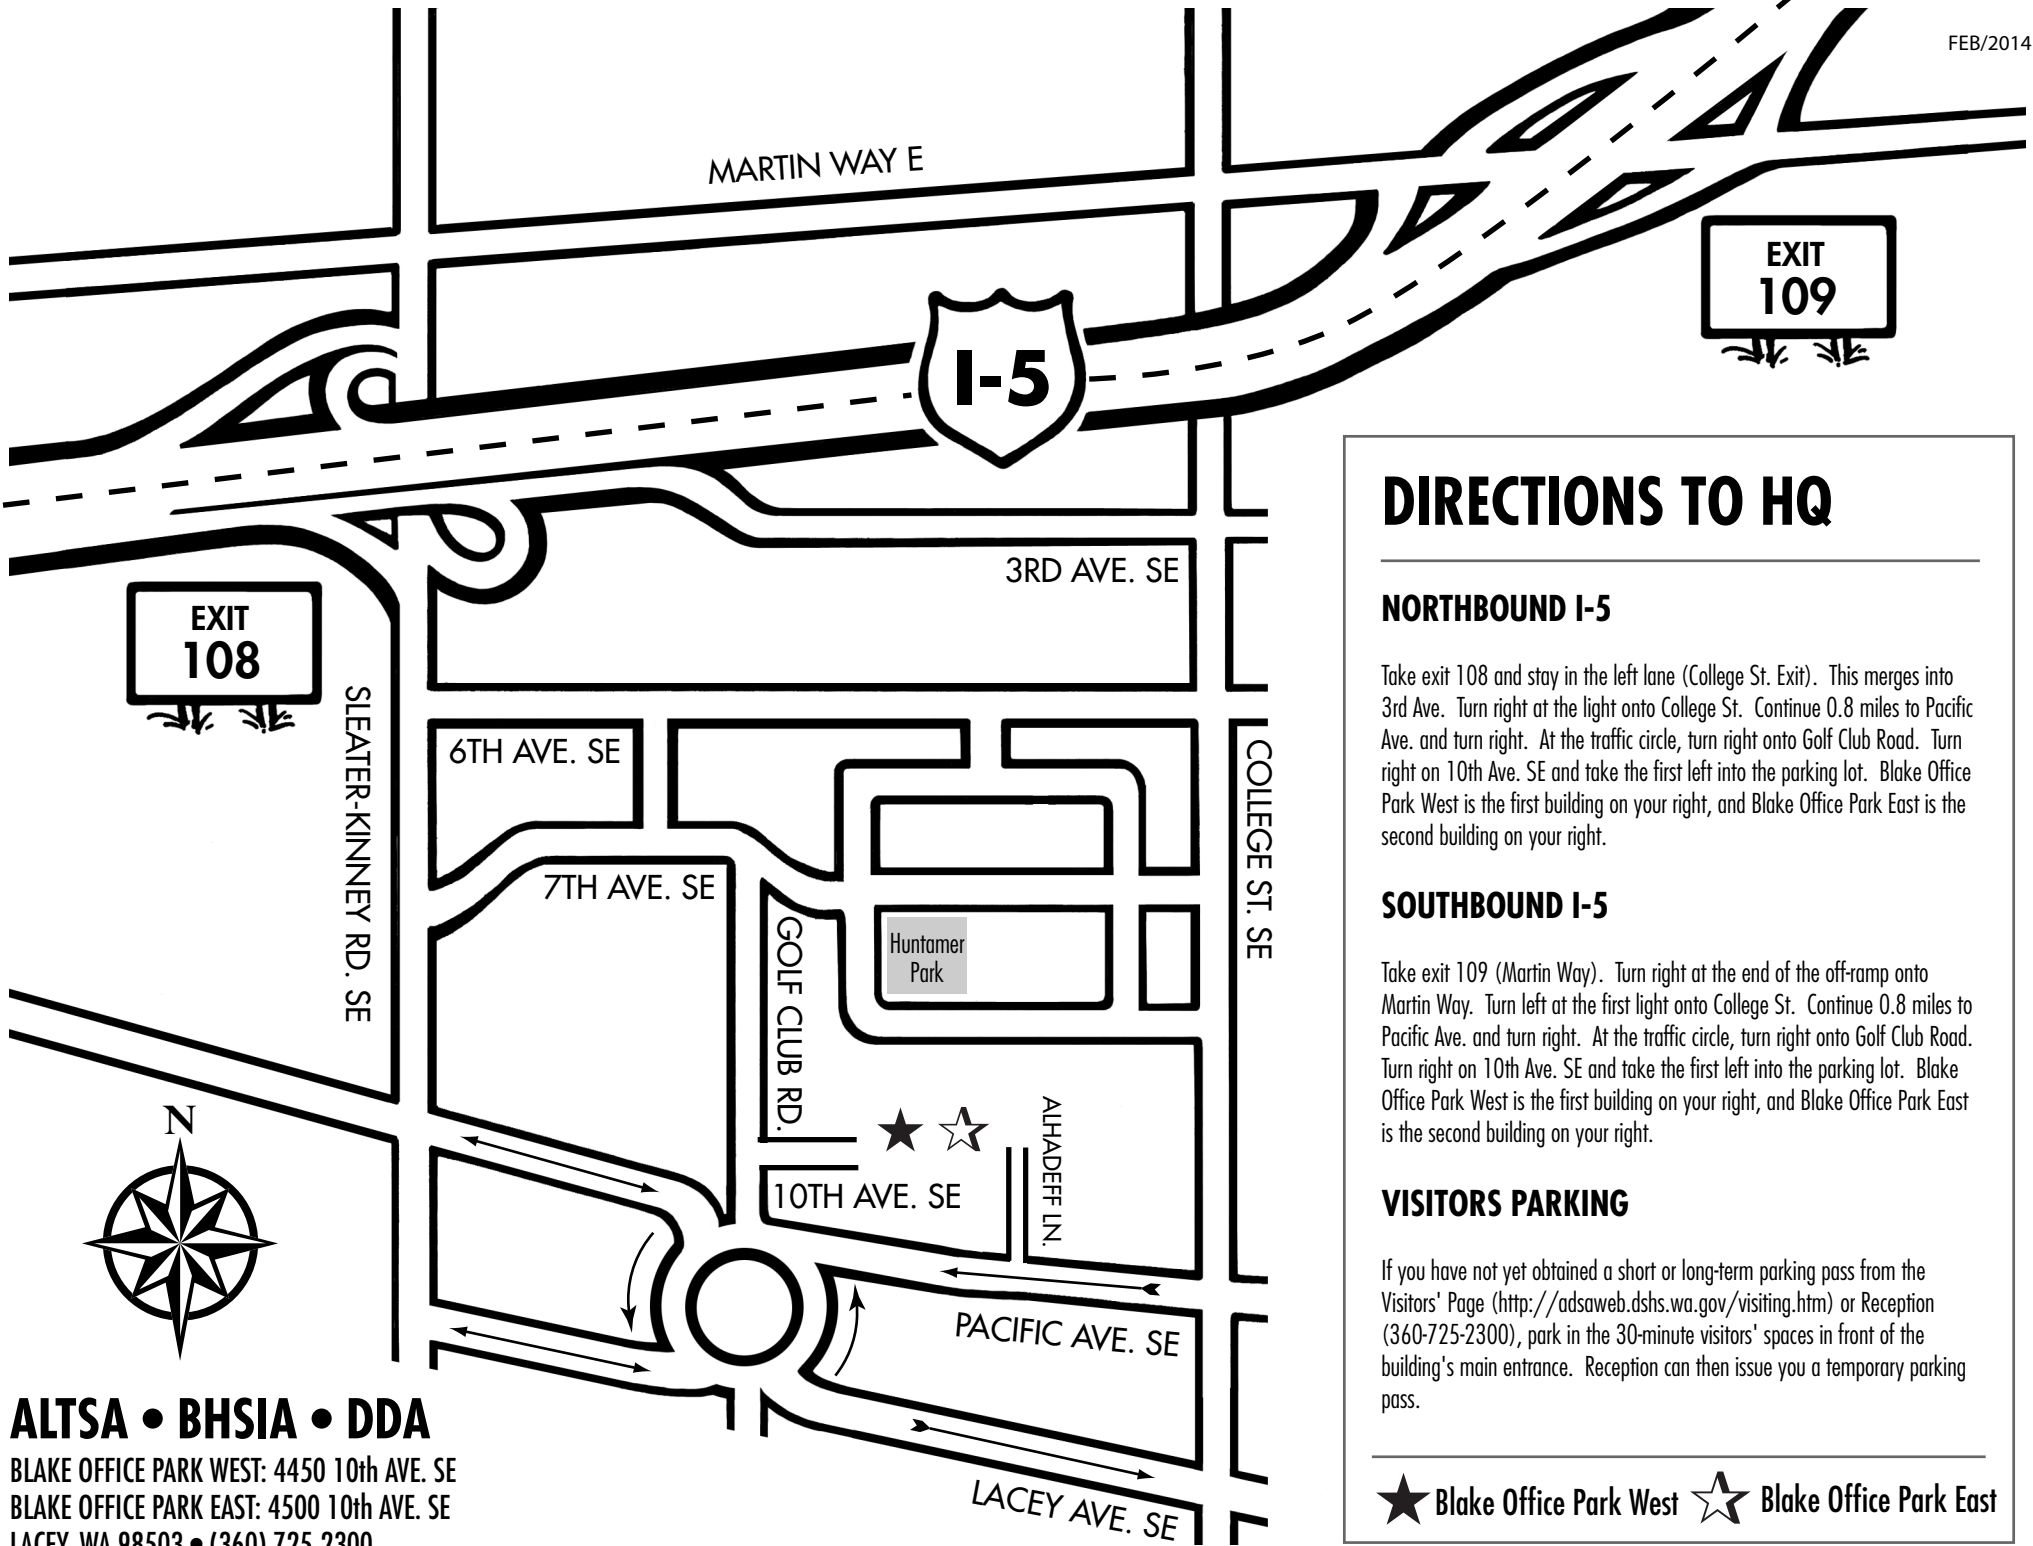 FEB/2014
MARTIN WAY E
EXIT
109
I-5
3RD AVE. SE
EXIT
108
SLEATER-KINNEY RD. SE
6TH AVE. SE
COLLEGE ST. SE
7TH AVE. SE
GOLF CLUB RD.
Huntamer
Park
ALHADEFF LN.
N
10TH AVE. SE
PACIFIC AVE. SE
LACEY AVE. SE
ALTSA • BHSIA • DDA
BLAKE OFFICE PARK WEST: 4450 10th AVE. SE
BLAKE OFFICE PARK EAST: 4500 10th AVE. SE
LACEY, WA 98503 • (360) 725-2300
DIRECTIONS TO HQ
NORTHBOUND I-5
Take exit 108 and stay in the left lane (College St. Exit). This merges into
3rd Ave. Turn right at the light onto College St. Continue 0.8 miles to Pacific
Ave. and turn right. At the traffic circle, turn right onto Golf Club Road. Turn
right on 10th Ave. SE and take the first left into the parking lot. Blake Office
Park West is the first building on your right, and Blake Office Park East is the
second building on your right.
SOUTHBOUND I-5
Take exit 109 (Martin Way). Turn right at the end of the off-ramp onto
Martin Way. Turn left at the first light onto College St. Continue 0.8 miles to
Pacific Ave. and turn right. At the traffic circle, turn right onto Golf Club Road.
Turn right on 10th Ave. SE and take the first left into the parking lot. Blake
Office Park West is the first building on your right, and Blake Office Park East
is the second building on your right.
VISITORS PARKING
If you have not yet obtained a short or long-term parking pass from the
Visitors' Page (http://adsaweb.dshs.wa.gov/visiting.htm) or Reception
(360-725-2300), park in the 30-minute visitors' spaces in front of the
building's main entrance. Reception can then issue you a temporary parking
pass.
Blake Office Park West
Blake Office Park East